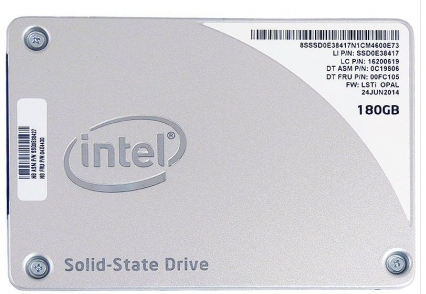 8SSSD0E38417N1CM4600E73
LI P/N: SSD0E38417
LC P/N: 16200619
DT ASM P/N: 0C19806
DT FRU P/N: 00FC105
FW: LSTi OPAL
24JUN2014
180GB
intel
Solid-State Drive